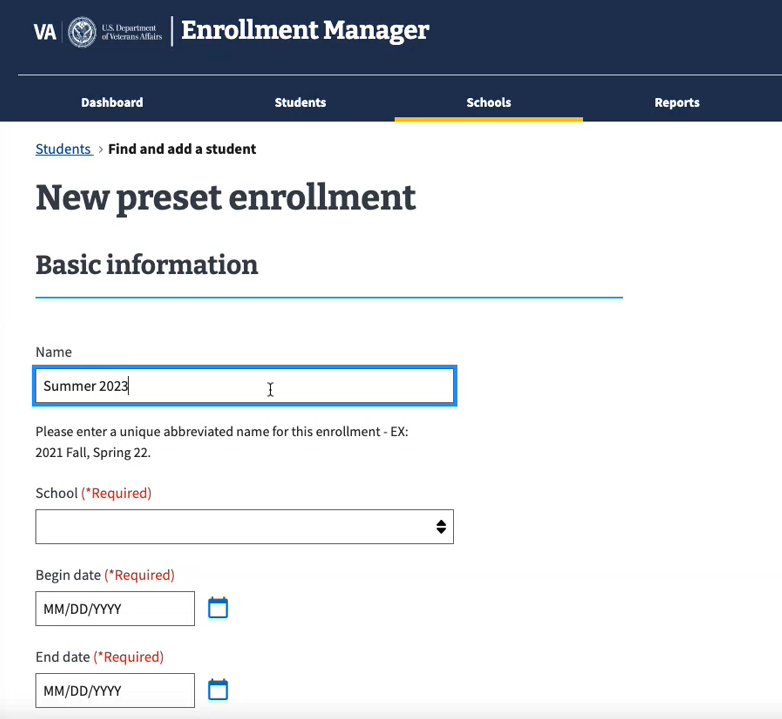 VA U.S. Department of Veterans Affairs Enrollment Manager
Dashboard Students Schools Reports
Students > Find and add a student
New preset enrollment
Basic information
Name
Summer 2023
Please enter a unique abbreviated name for this enrollment - EX:
2021 Fall, Spring 22.
School (*Required)
Begin date (*Required)
MM/DD/YYYY
End date (*Required)
MM/DD/YYYY